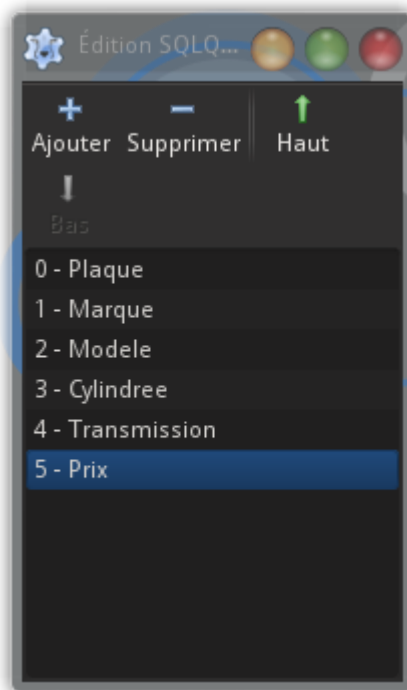 Édition SQLQ...
Ajouter Supprimer Haut
Bas
0 - Plaque
1 - Marque
2 - Modele
3 - Cylindree
4 - Transmission
5 - Prix